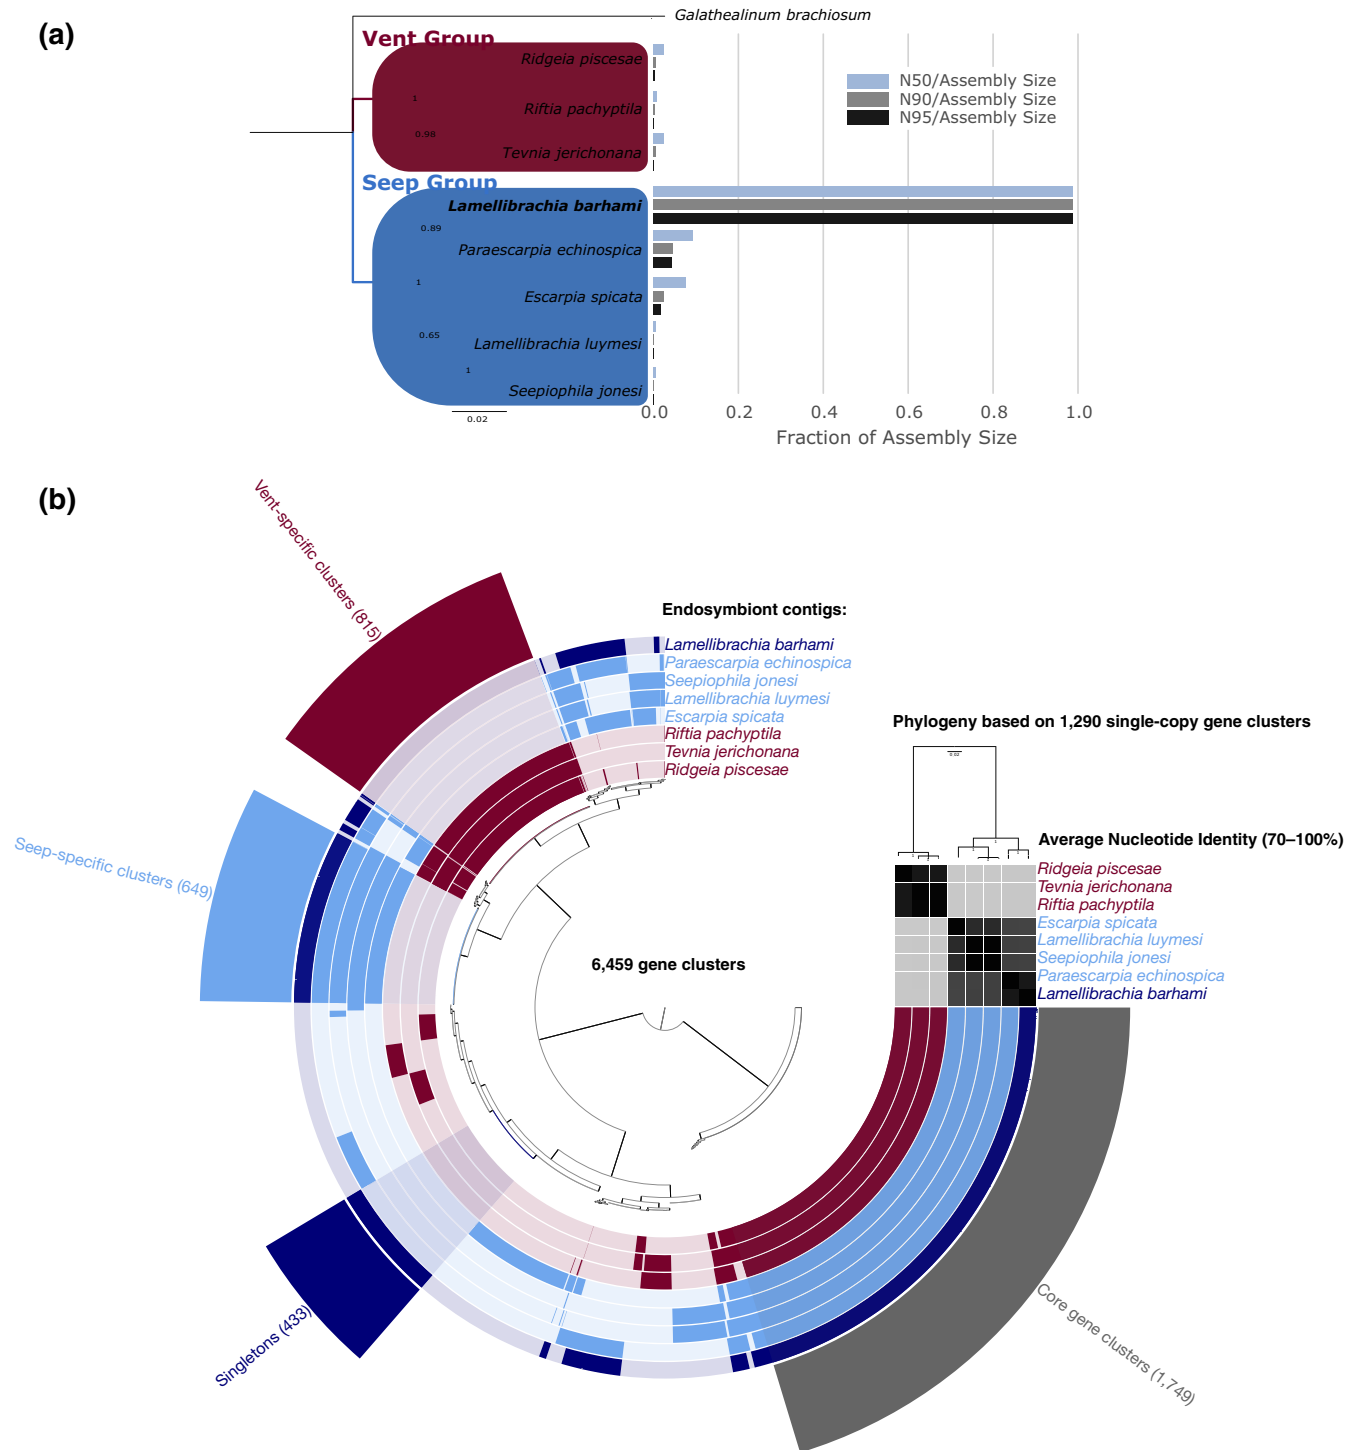 (a)
Galathealinum brachiosum
Vent Group
Ridgeia piscesae
1
Riftia pachyptila
0.98
Tevnia jerichonana
N50/Assembly Size
N90/Assembly Size
N95/Assembly Size
Seep Group
Lamellibrachia barhami
0.89
Paraescarpia echinospica
1
Escarpia spicata
0.65
Lamellibrachia luymesi
1
Seepiophila jonesi
0.02
0.0 0.2 0.4 0.6 0.8 1.0
Fraction of Assembly Size
(b)
Vent-specific clusters (815)
Seep-specific clusters (649)
Singletons (433)
Core gene clusters (1,749)
Endosymbiont contigs:
Lamellibrachia barhami
Paraescarpia echinospica
Seepiophila jonesi
Lamellibrachia luymesi
Escarpia spicata
Riftia pachyptila
Tevnia jerichonana
Ridgeia piscesae
6,459 gene clusters
Phylogeny based on 1,290 single-copy gene clusters
0.02
Average Nucleotide Identity (70–100%)
Ridgeia piscesae
Tevnia jerichonana
Riftia pachyptila
Escarpia spicata
Lamellibrachia luymesi
Seepiophila jonesi
Paraescarpia echinospica
Lamellibrachia barhami